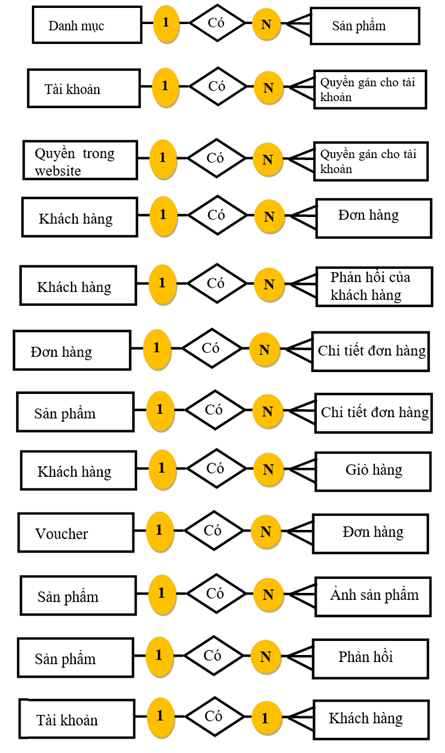 Danh mục 1 Có N Sản phẩm
Tài khoản 1 Có N Quyền gán cho tài
khoản
Quyền trong
website 1 Có N Quyền gán cho tài
khoản
Khách hàng 1 Có N Đơn hàng
Khách hàng 1 Có N Phản hồi của
khách hàng
Đơn hàng 1 Có N Chi tiết đơn hàng
Sản phẩm 1 Có N Chi tiết đơn hàng
Khách hàng 1 Có N Giỏ hàng
Voucher 1 Có N Đơn hàng
Sản phẩm 1 Có N Ảnh sản phẩm
Sản phẩm 1 Có N Phản hồi
Tài khoản 1 Có 1 Khách hàng